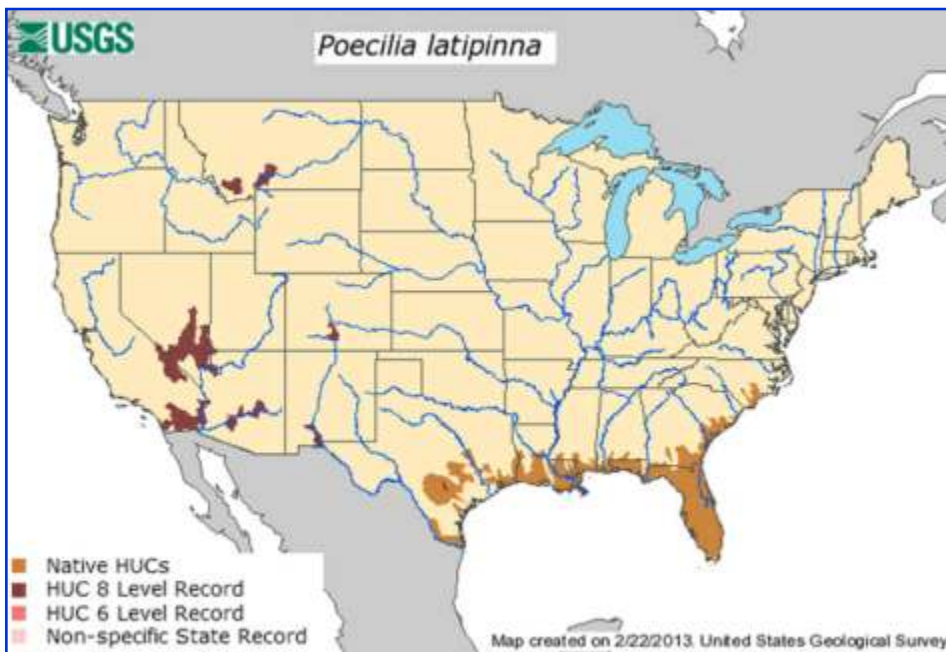 USGS
Poecilia latipinna
Native HUCs
HUC 8 Level Record
HUC 6 Level Record
Non-specific State Record
Map created on 2/22/2013. United States Geological Survey